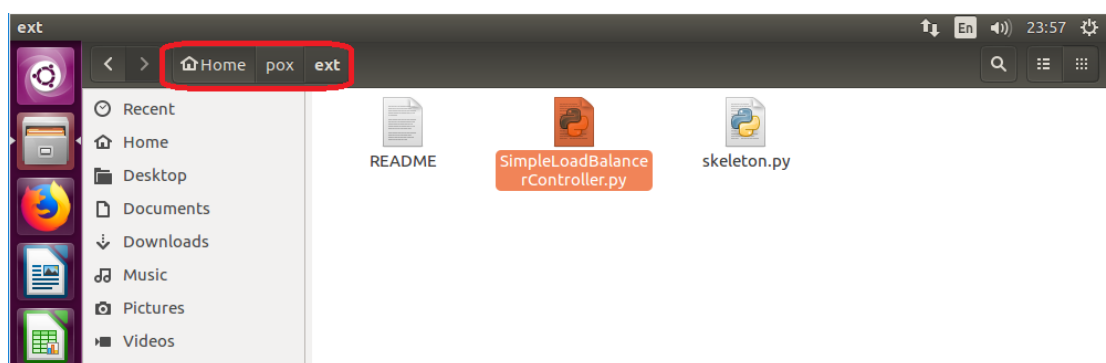 ext
En
23:57
Home pox ext
Recent
Home
Desktop
Documents
Downloads
Music
Pictures
Videos
README
SimpleLoadBalance
rController.py
skeleton.py